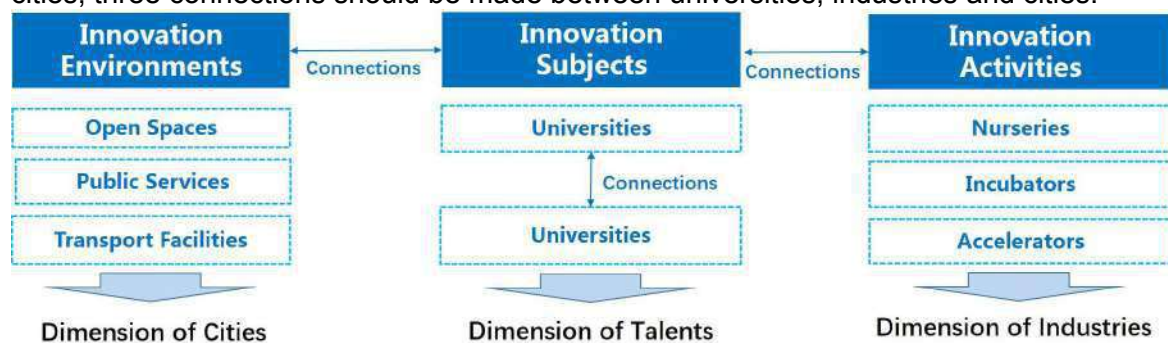 cities, three connections should be made between universities, industries and cities.
Innovation
Environments
Connections
Innovation
Subjects
Connections
Innovation
Activities
Open Spaces
Public Services
Transport Facilities
Universities
Connections
Universities
Nurseries
Incubators
Accelerators
Dimension of Cities
Dimension of Talents
Dimension of Industries